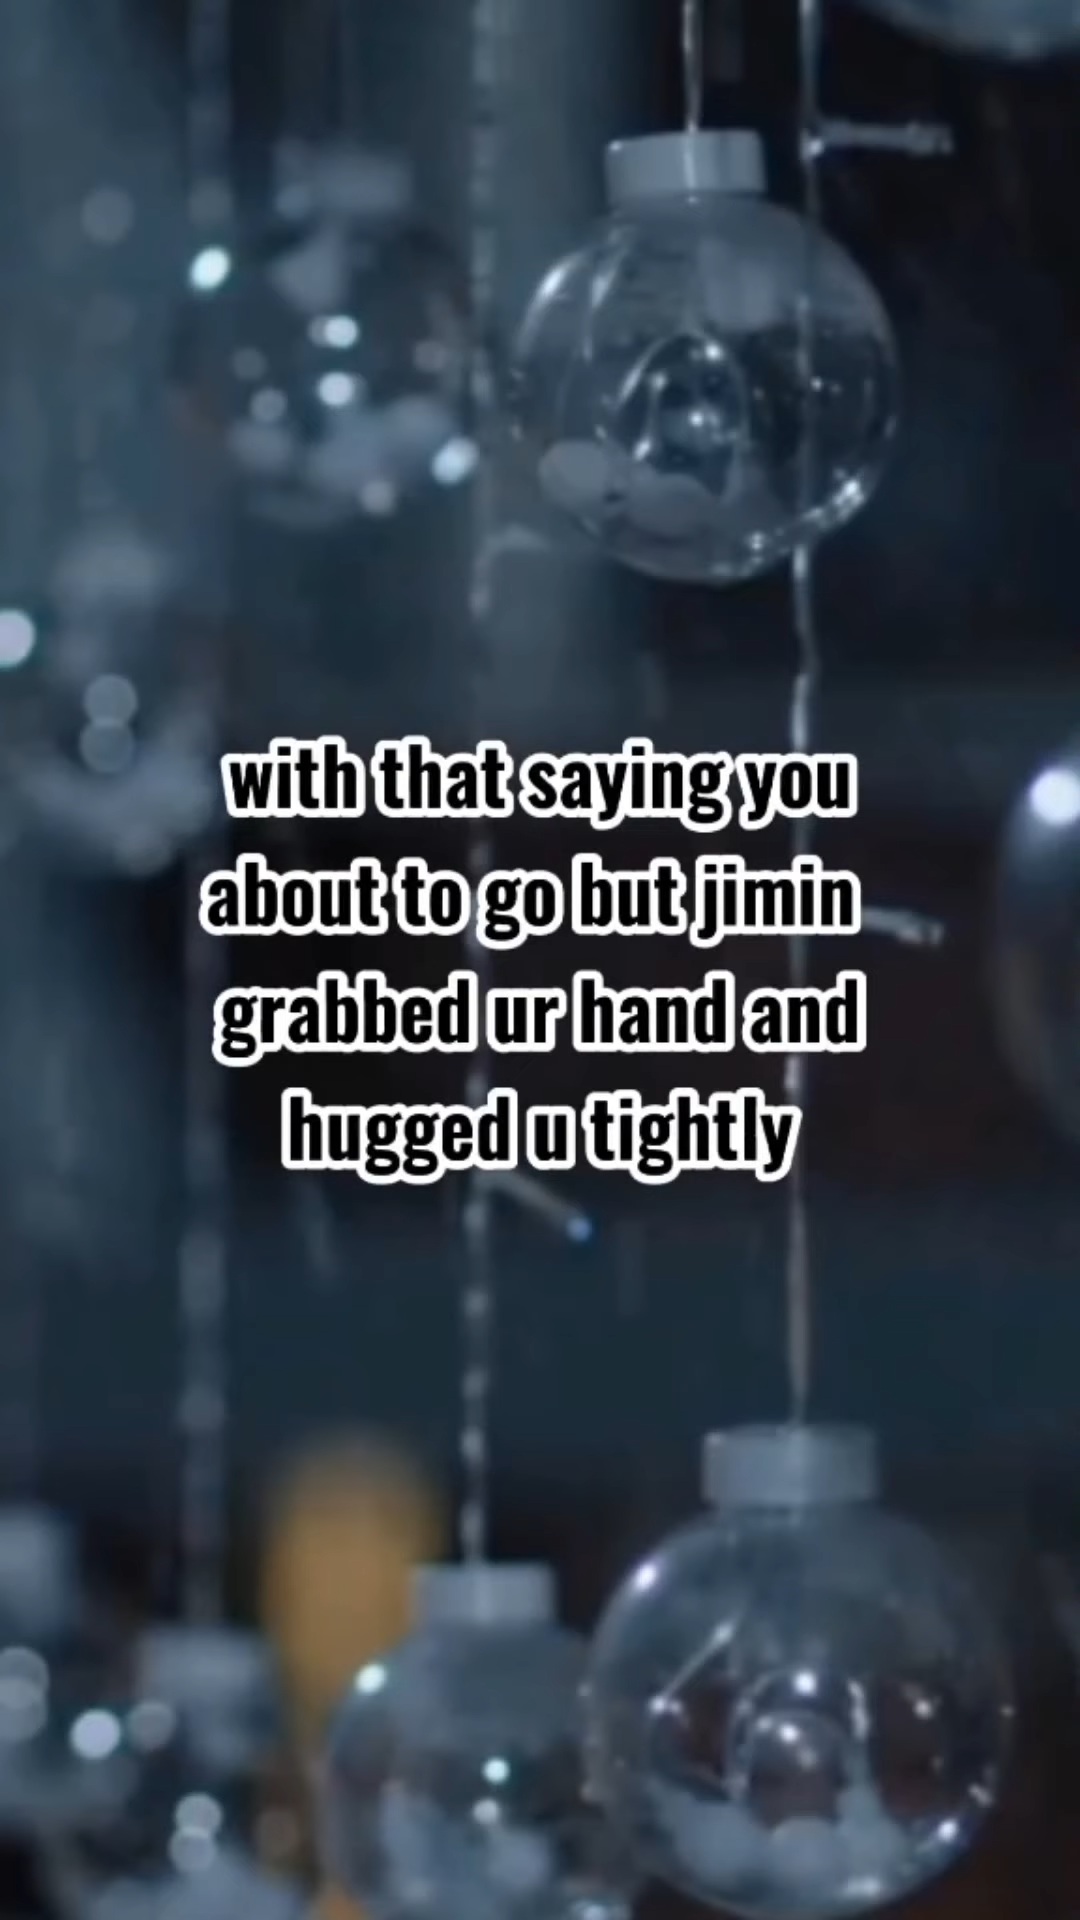 with that saying you
about to go but jimin
grabbed ur hand and
hugged u tightly